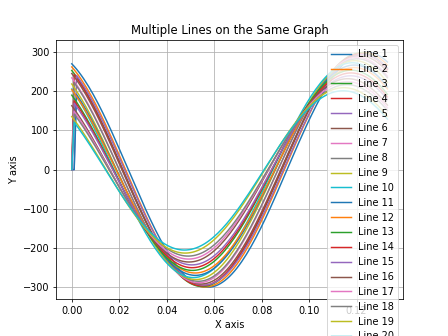 Multiple Lines on the Same Graph
Y axis
300
200
100
0
−100
−200
−300
0.00
0.02
0.04
0.06
0.08
0.10
X axis
Line 1
Line 2
Line 3
Line 4
Line 5
Line 6
Line 7
Line 8
Line 9
Line 10
Line 11
Line 12
Line 13
Line 14
Line 15
Line 16
Line 17
Line 18
Line 19
Line 20